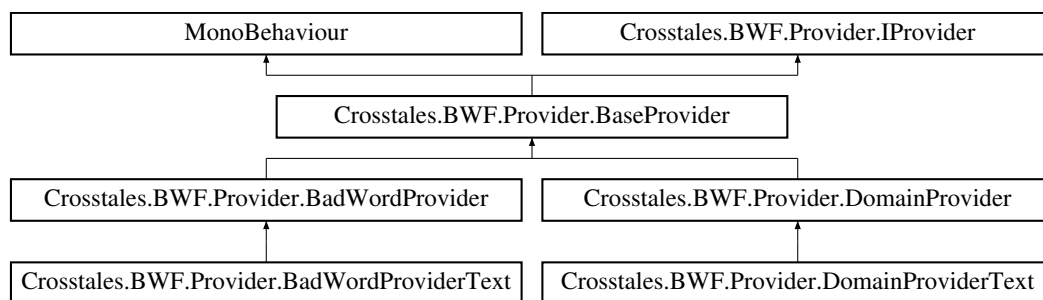 MonoBehaviour
Crosstales.BWF.Provider.IProvider
Crosstales.BWF.Provider.BaseProvider
Crosstales.BWF.Provider.BadWordProvider
Crosstales.BWF.Provider.DomainProvider
Crosstales.BWF.Provider.BadWordProviderText
Crosstales.BWF.Provider.DomainProviderText